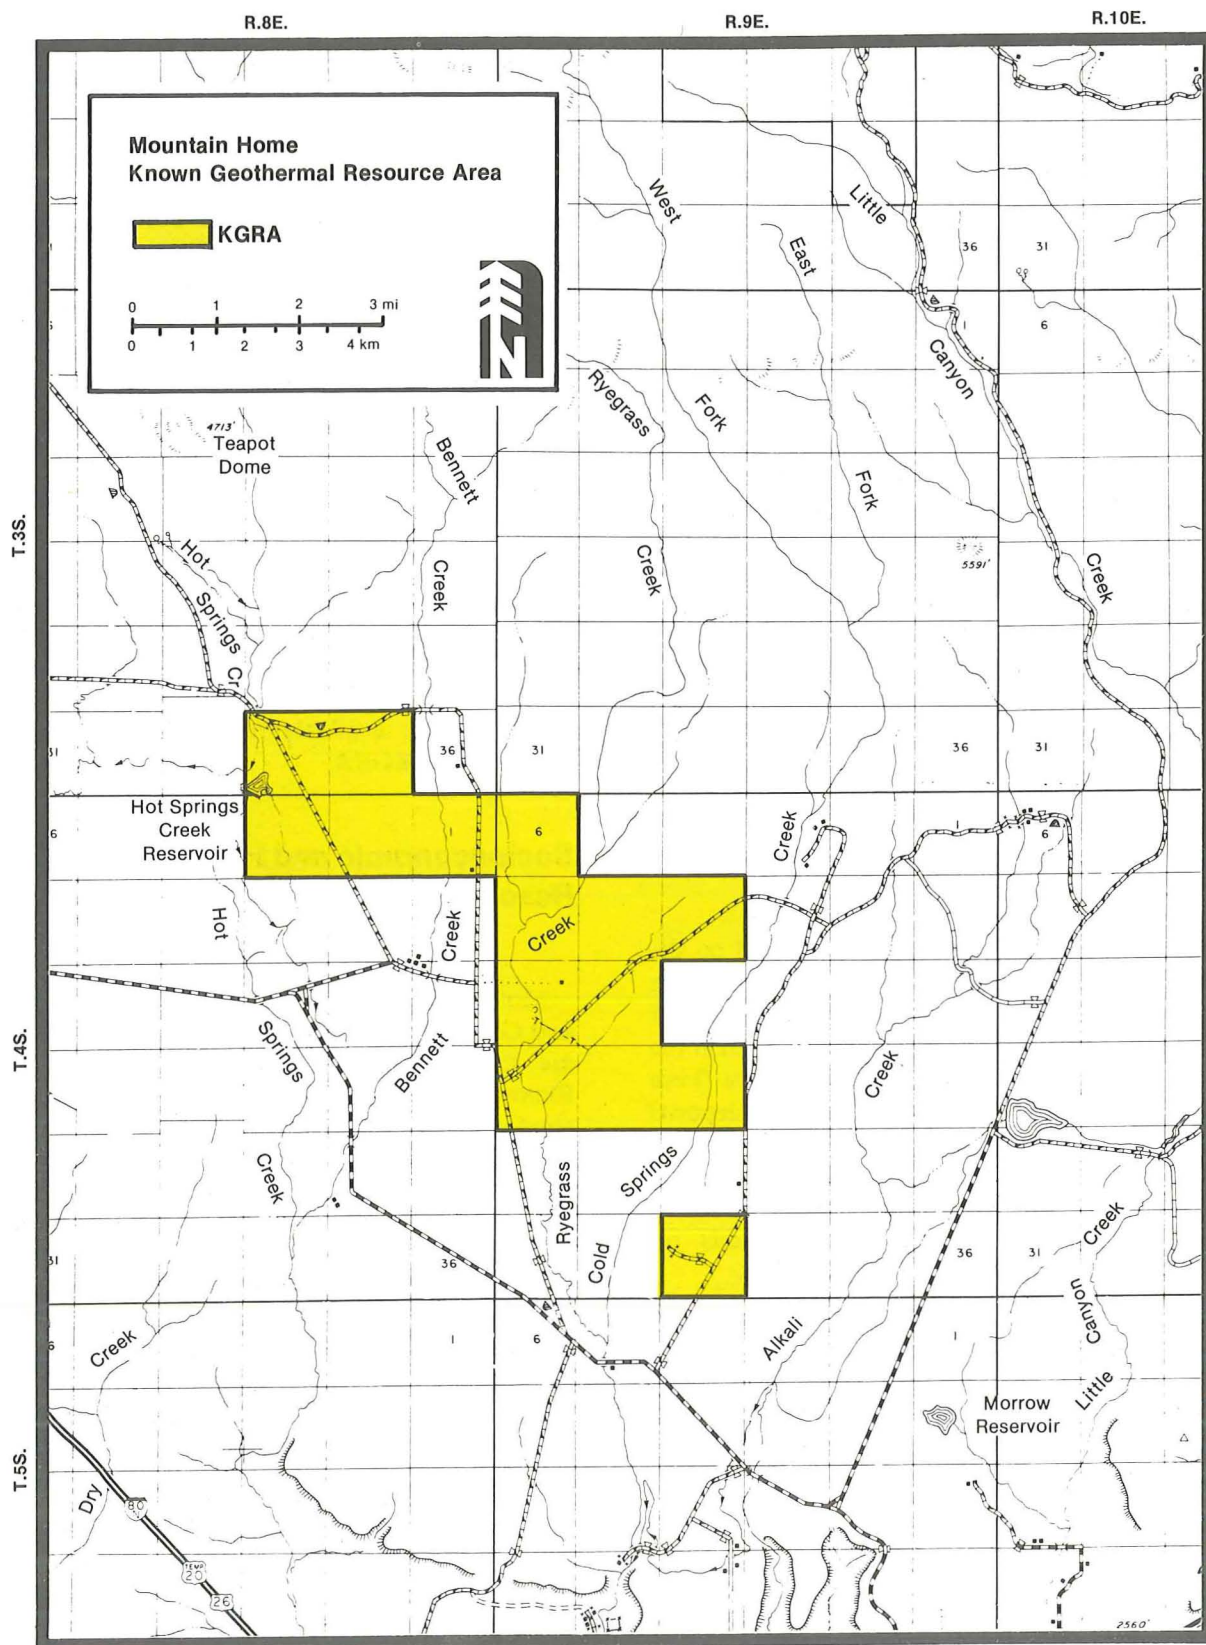 R.8E.
R.9E.
R.10E.
Mountain Home
Known Geothermal Resource Area
KGRA
0 1 2 3 mi
0 1 2 3 4 km
West
Little
East
36
31
1
6
Canyon
Ryegrass
Fork
4713'
Teapot
Dome
Bennett
Fork
T.3S.
Hot
Springs
Cr
Creek
Creek
5591'
Creek
31
36
31
36
31
Hot Springs
Creek
Reservoir
6
1
6
Creek
1
6
Hot
Creek
Creek
T.4S.
Springs
Bennett
Creek
Creek
Ryegrass
Springs
Cold
Creek
31
36
36
31
Canyon
Creek
6
1
6
Alkali
1
Little
Morrow
Reservoir
T.5S.
Dry
80
TEMP
20
26
2560'